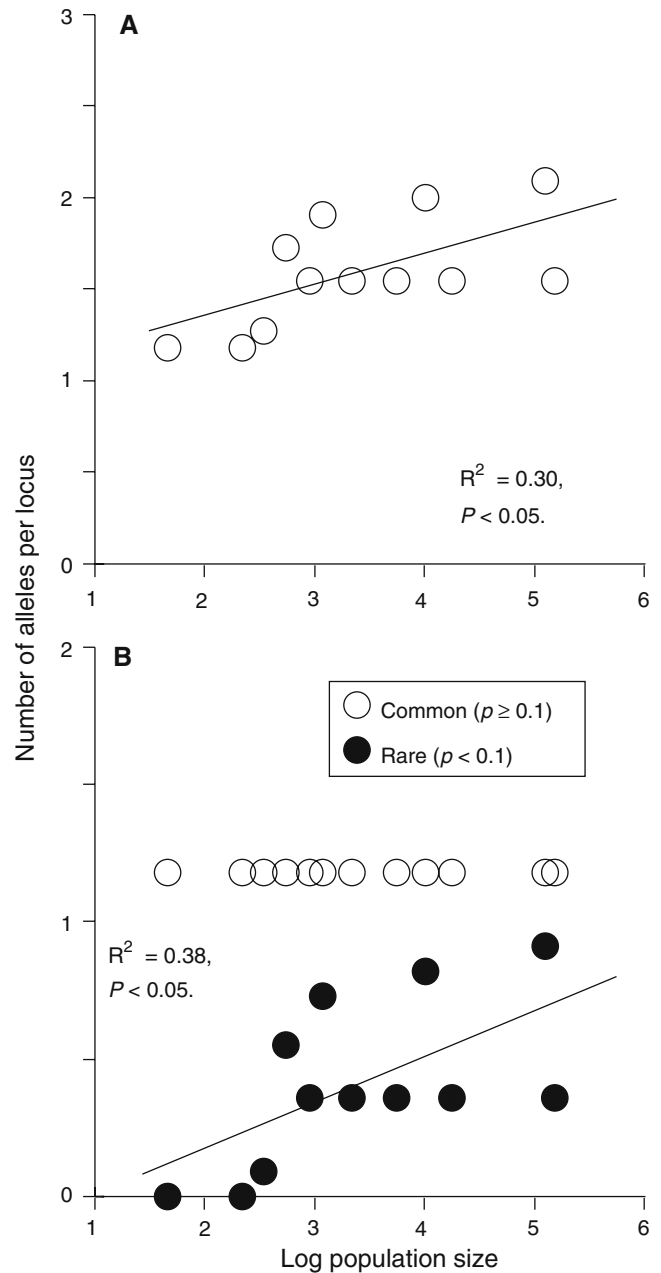 A
3
2
1
0
R² = 0.30,
P < 0.05.
1 2 3 4 5 6
Number of alleles per locus
B
2
1
0
Common (p ≥ 0.1)
Rare (p < 0.1)
R² = 0.38,
P < 0.05.
1 2 3 4 5 6
Log population size